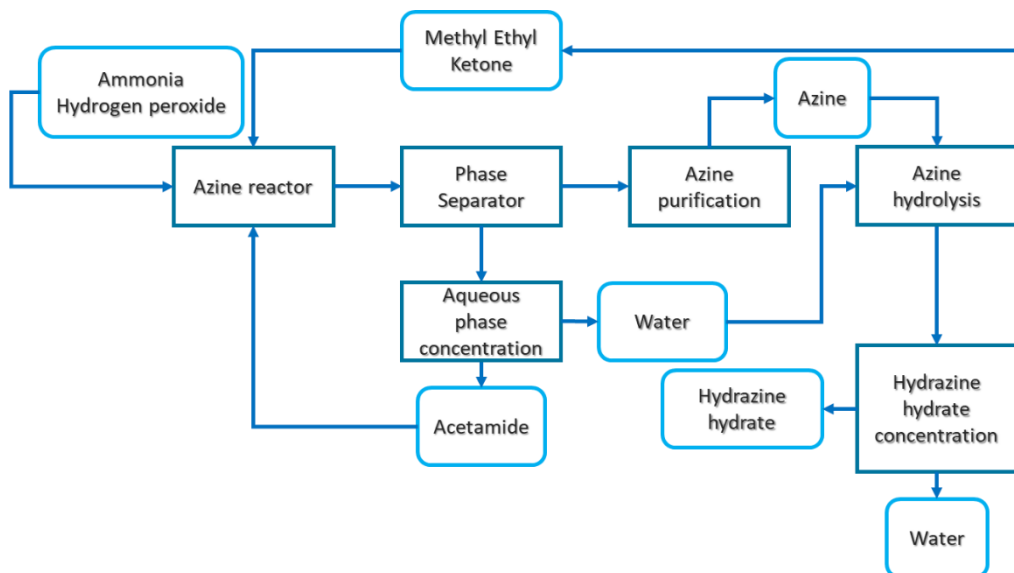 Methyl Ethyl
Ketone
Ammonia
Hydrogen peroxide
Azine
Azine reactor
Phase
Separator
Azine
purification
Azine
hydrolysis
Aqueous
phase
concentration
Water
Hydrazine
hydrate
Hydrazine
hydrate
concentration
Acetamide
Water